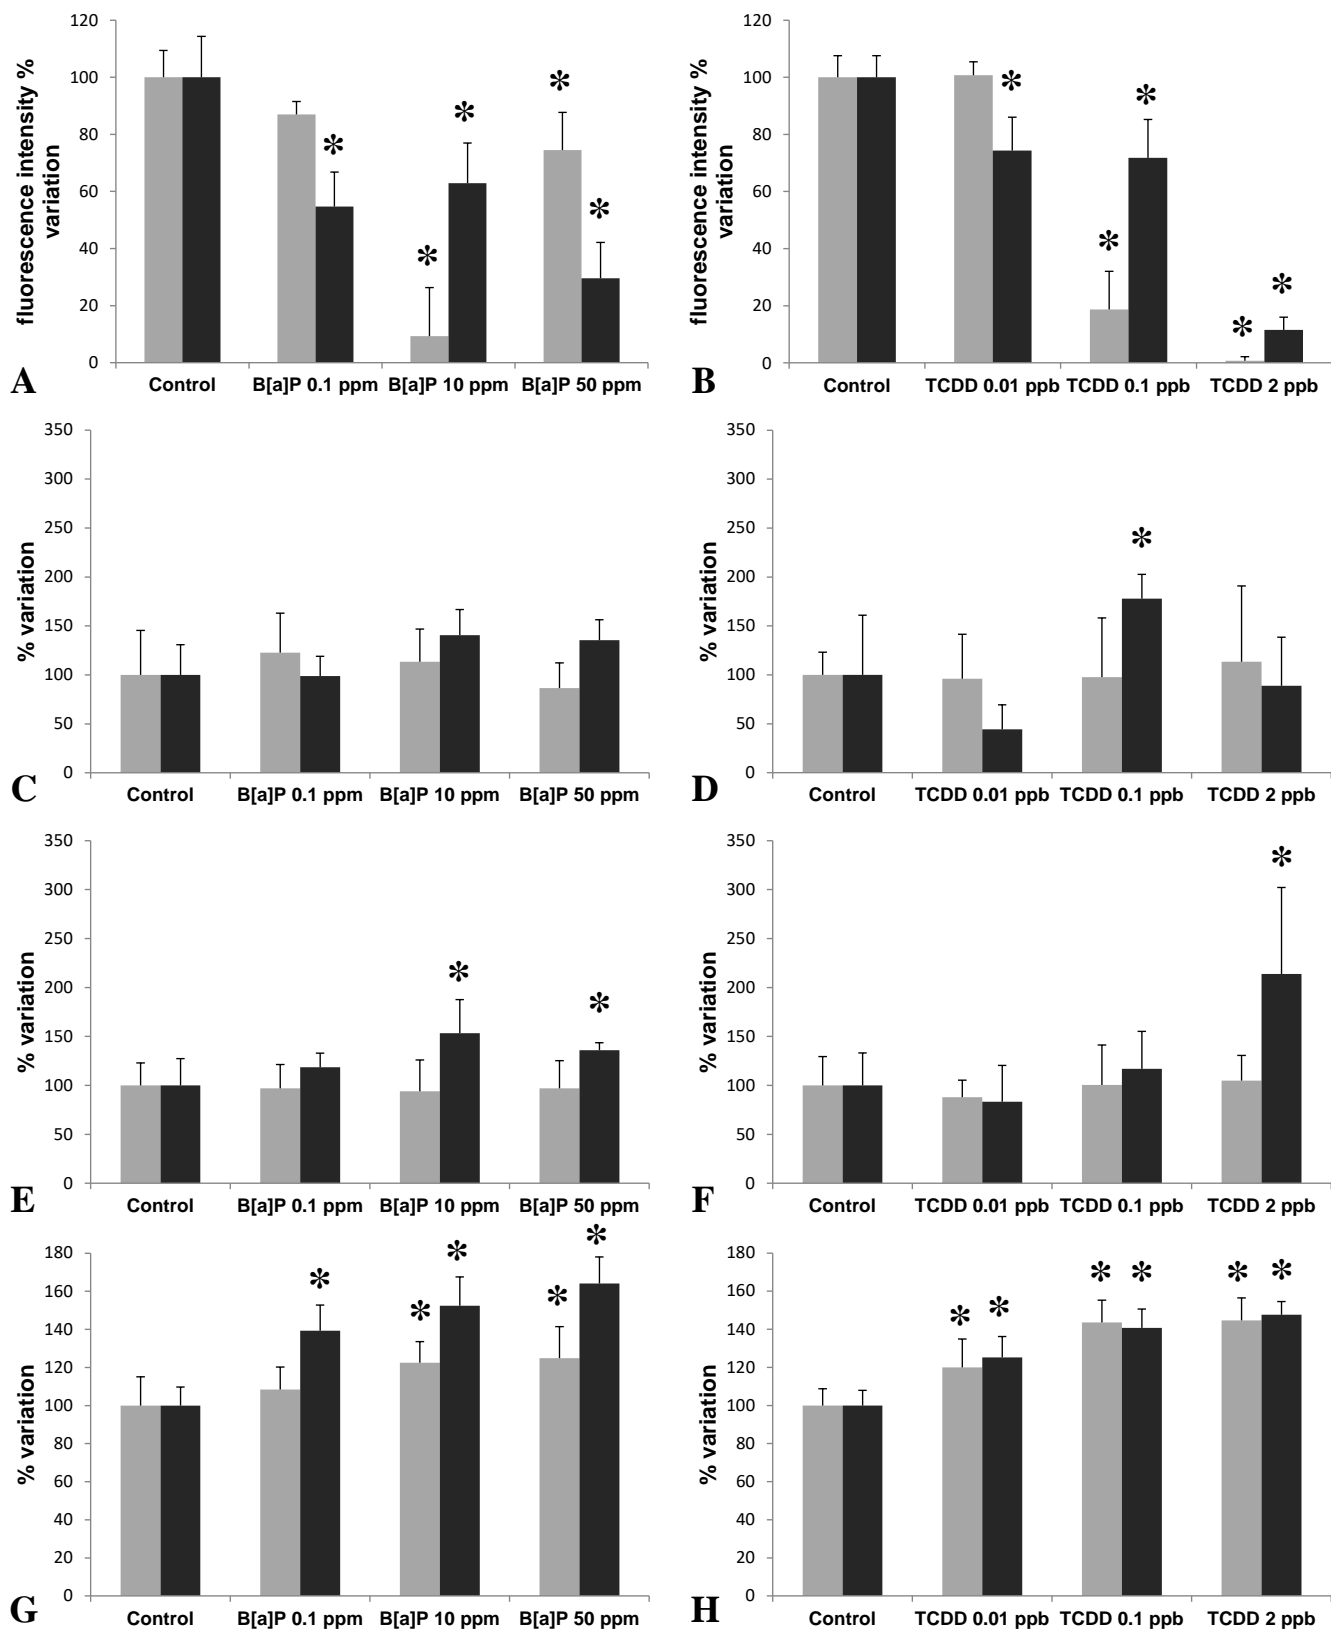 fluorescence intensity %
variation
120
100
80
60
40
20
0
* * * * *
Control B[a]P 0.1 ppm B[a]P 10 ppm B[a]P 50 ppm
A
fluorescence intensity %
variation
120
100
80
60
40
20
0
* * * * *
Control TCDD 0.01 ppb TCDD 0.1 ppb TCDD 2 ppb
B
% variation
350
300
250
200
150
100
50
0
Control B[a]P 0.1 ppm B[a]P 10 ppm B[a]P 50 ppm
C
% variation
350
300
250
200
150
100
50
0
*
Control TCDD 0.01 ppb TCDD 0.1 ppb TCDD 2 ppb
D
% variation
350
300
250
200
150
100
50
0
* *
Control B[a]P 0.1 ppm B[a]P 10 ppm B[a]P 50 ppm
E
% variation
350
300
250
200
150
100
50
0
*
Control TCDD 0.01 ppb TCDD 0.1 ppb TCDD 2 ppb
F
% variation
180
160
140
120
100
80
60
40
20
0
* * * * *
Control B[a]P 0.1 ppm B[a]P 10 ppm B[a]P 50 ppm
G
% variation
180
160
140
120
100
80
60
40
20
0
* * * * * *
Control TCDD 0.01 ppb TCDD 0.1 ppb TCDD 2 ppb
H